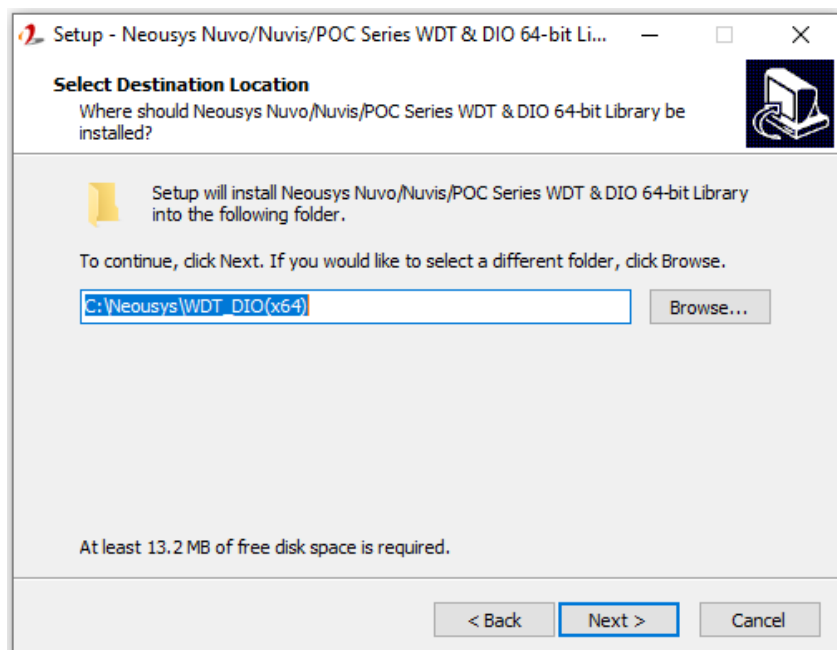 Setup - Neousys Nuvo/Nuvis/POC Series WDT & DIO 64-bit Li...
Select Destination Location
Where should Neousys Nuvo/Nuvis/POC Series WDT & DIO 64-bit Library be
installed?
Setup will install Neousys Nuvo/Nuvis/POC Series WDT & DIO 64-bit Library
into the following folder.
To continue, click Next. If you would like to select a different folder, click Browse.
C:\Neousys\WDT_DIO(x64)
Browse...
At least 13.2 MB of free disk space is required.
< Back Next > Cancel